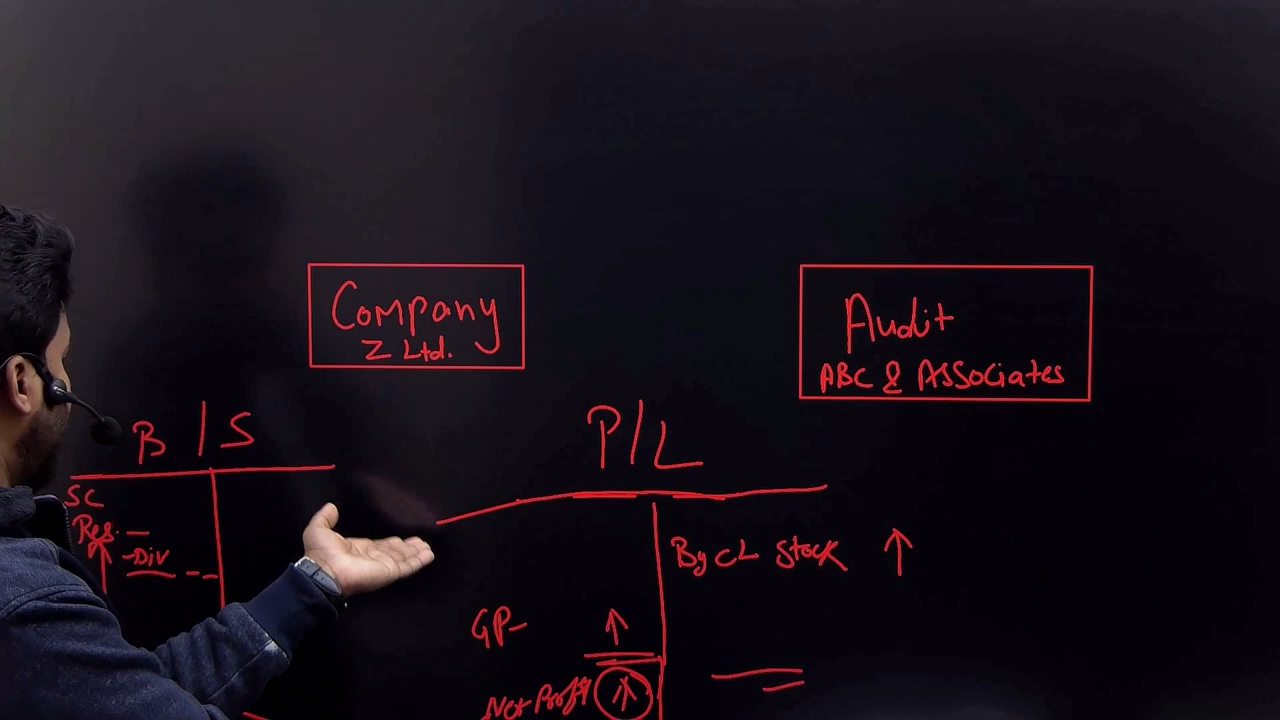 Company
Z Ltd.
Audit
ABC & Associates
B/S
SC
Res. -
-Div
P/L
By CL Stock ↑
GP- ↑
Net Profit ↑